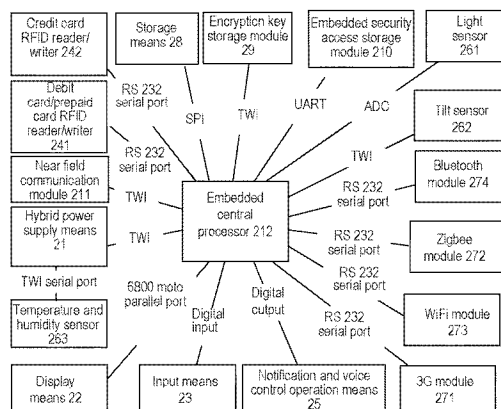 Credit card
RFID reader/
writer 242
Storage
means 28
Encryption key
storage module
29
Embedded security
access storage
module 210
Light
sensor
261
RS 232
serial port
SPI
TWI
UART
ADC
Debit
card/prepaid
card RFID
reader/writer
241
RS 232
serial port
TWI
Tilt sensor
262
Near field
communication
module 211
TWI
Embedded
central
processor 212
RS 232
serial port
Bluetooth
module 274
Hybrid power
supply means
21
TWI
RS 232
serial port
Zigbee
module 272
TWI serial port
6800 moto
parallel port
Digital
input
Digital
output
RS 232
serial port
RS 232
serial port
WiFi module
273
Temperature and
humidity sensor
263
Display
means 22
Input means
23
Notification and voice
control operation means
25
3G module
271